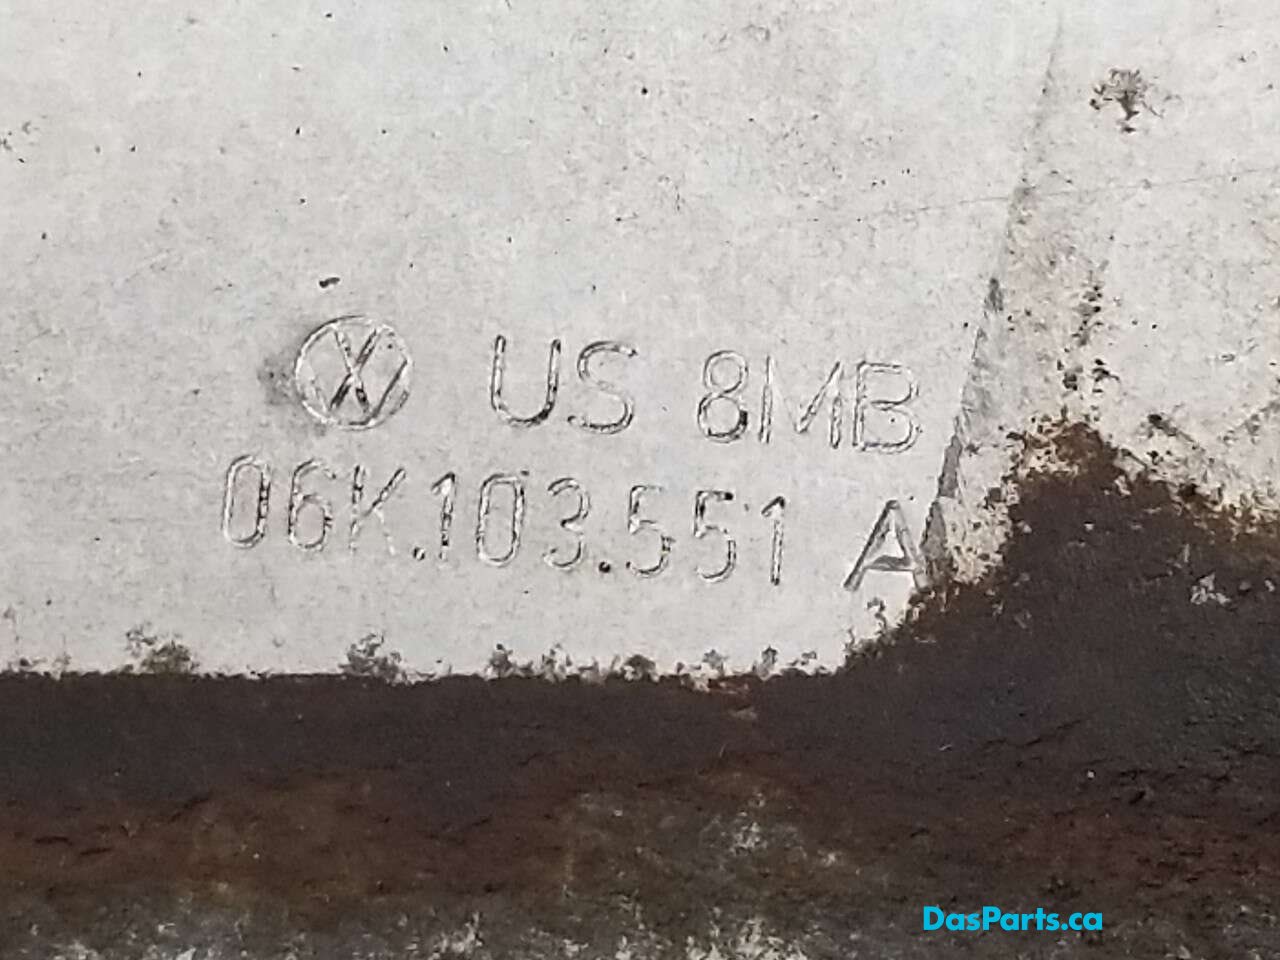 US 8MB
06K.103.551 A
DasParts.ca